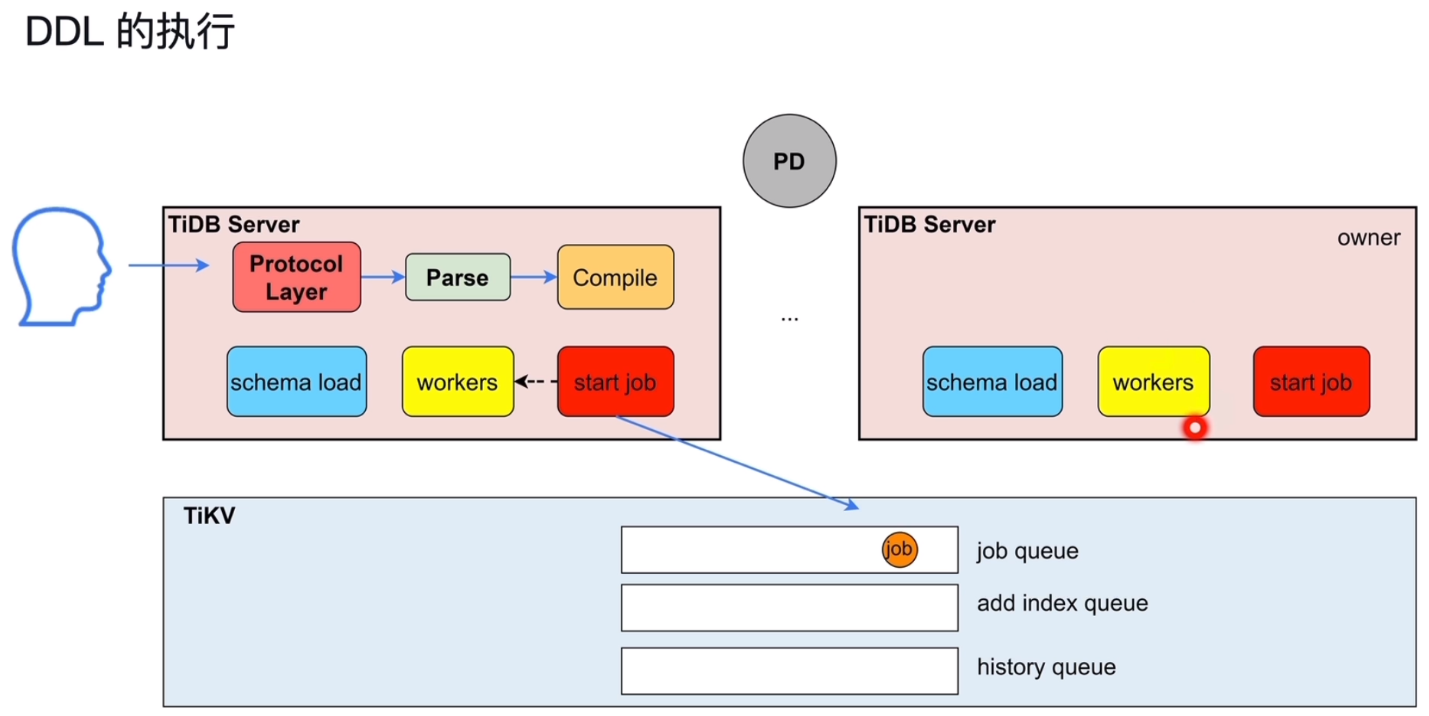 DDL 的执行
PD
TiDB Server
Protocol
Layer
Parse
Compile
schema load
workers
start job
...
TiDB Server
owner
schema load
workers
start job
TiKV
job
job queue
add index queue
history queue